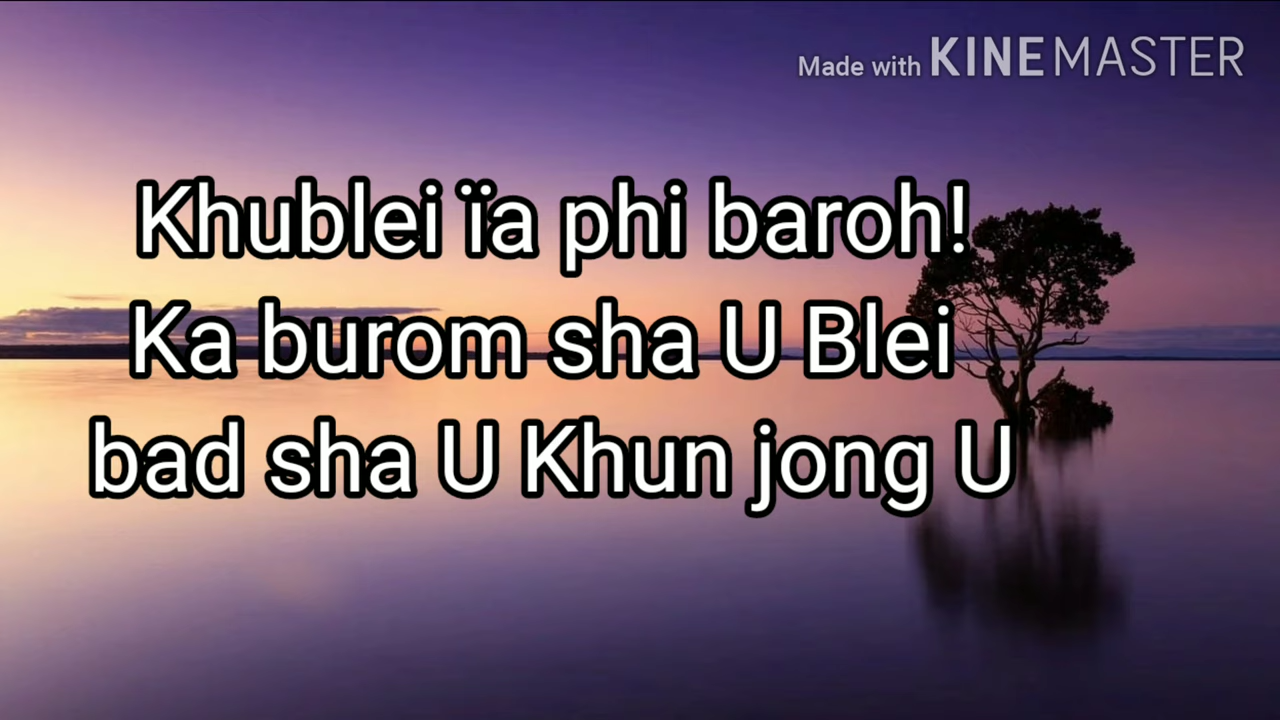 Made with KINEMASTER
Khublei ïa phi baroh!
Ka burom sha U Blei
bad sha U Khun jong U